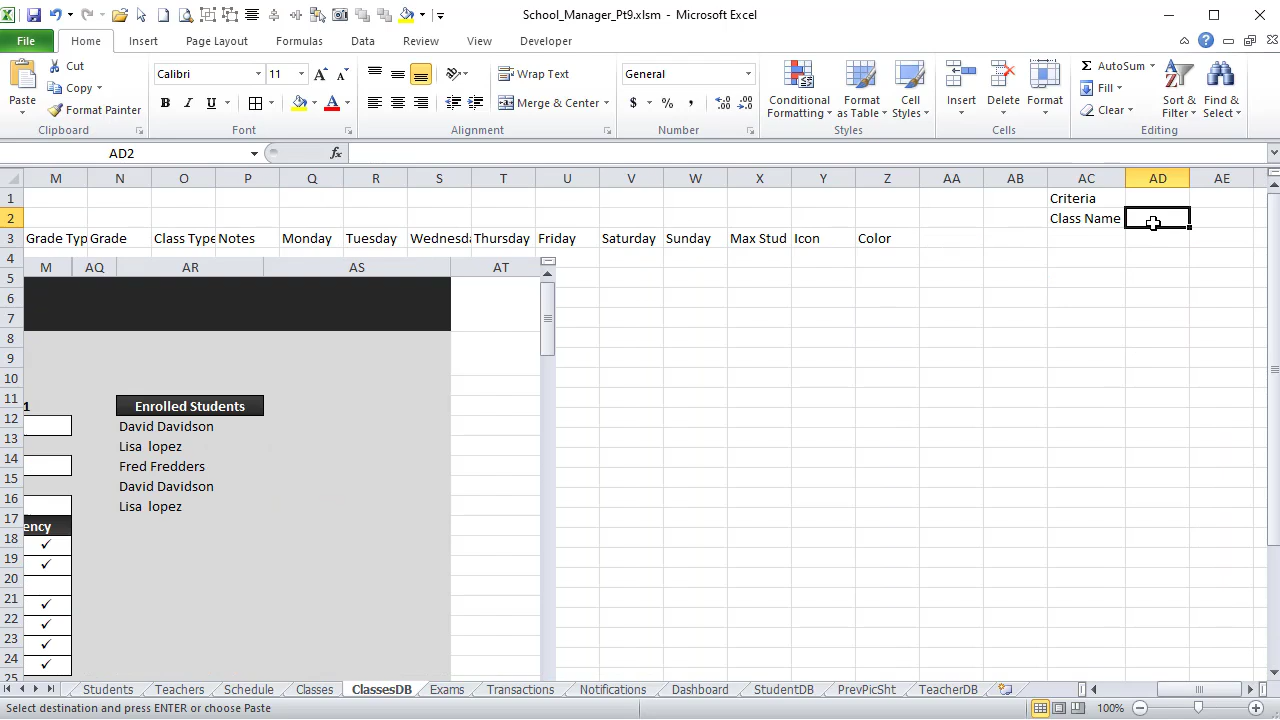 School_Manager_Pt9.xlsm - Microsoft Excel
File Home Insert Page Layout Formulas Data Review View Developer
Paste Cut Copy Format Painter Clipboard
Calibri 11 B I U A Font
Wrap Text Merge & Center Alignment
General $ % , Number
Conditional Formatting Format as Table Cell Styles Styles
Insert Delete Format Cells
AutoSum Fill Clear Sort & Filter Find & Select Editing
AD2 fx
M N O P Q R S T U V W X Y Z AA AB AC AD AE
1 Criteria
2 Class Name
3 Grade Typ Grade Class Type Notes Monday Tuesday Wednesda Thursday Friday Saturday Sunday Max Stud Icon Color
4
M AQ AR AS AT
5
6
7
8
9
10
11 1 Enrolled Students
12 David Davidson
13 Lisa lopez
14 Fred Fredders
15 David Davidson
16 Lisa lopez
17 ency
18 ✓
19 ✓
20
21 ✓
22 ✓
23 ✓
24 ✓
25
Students Teachers Schedule Classes ClassesDB Exams Transactions Notifications Dashboard StudentDB PrevPicSht TeacherDB
Select destination and press ENTER or choose Paste 100%